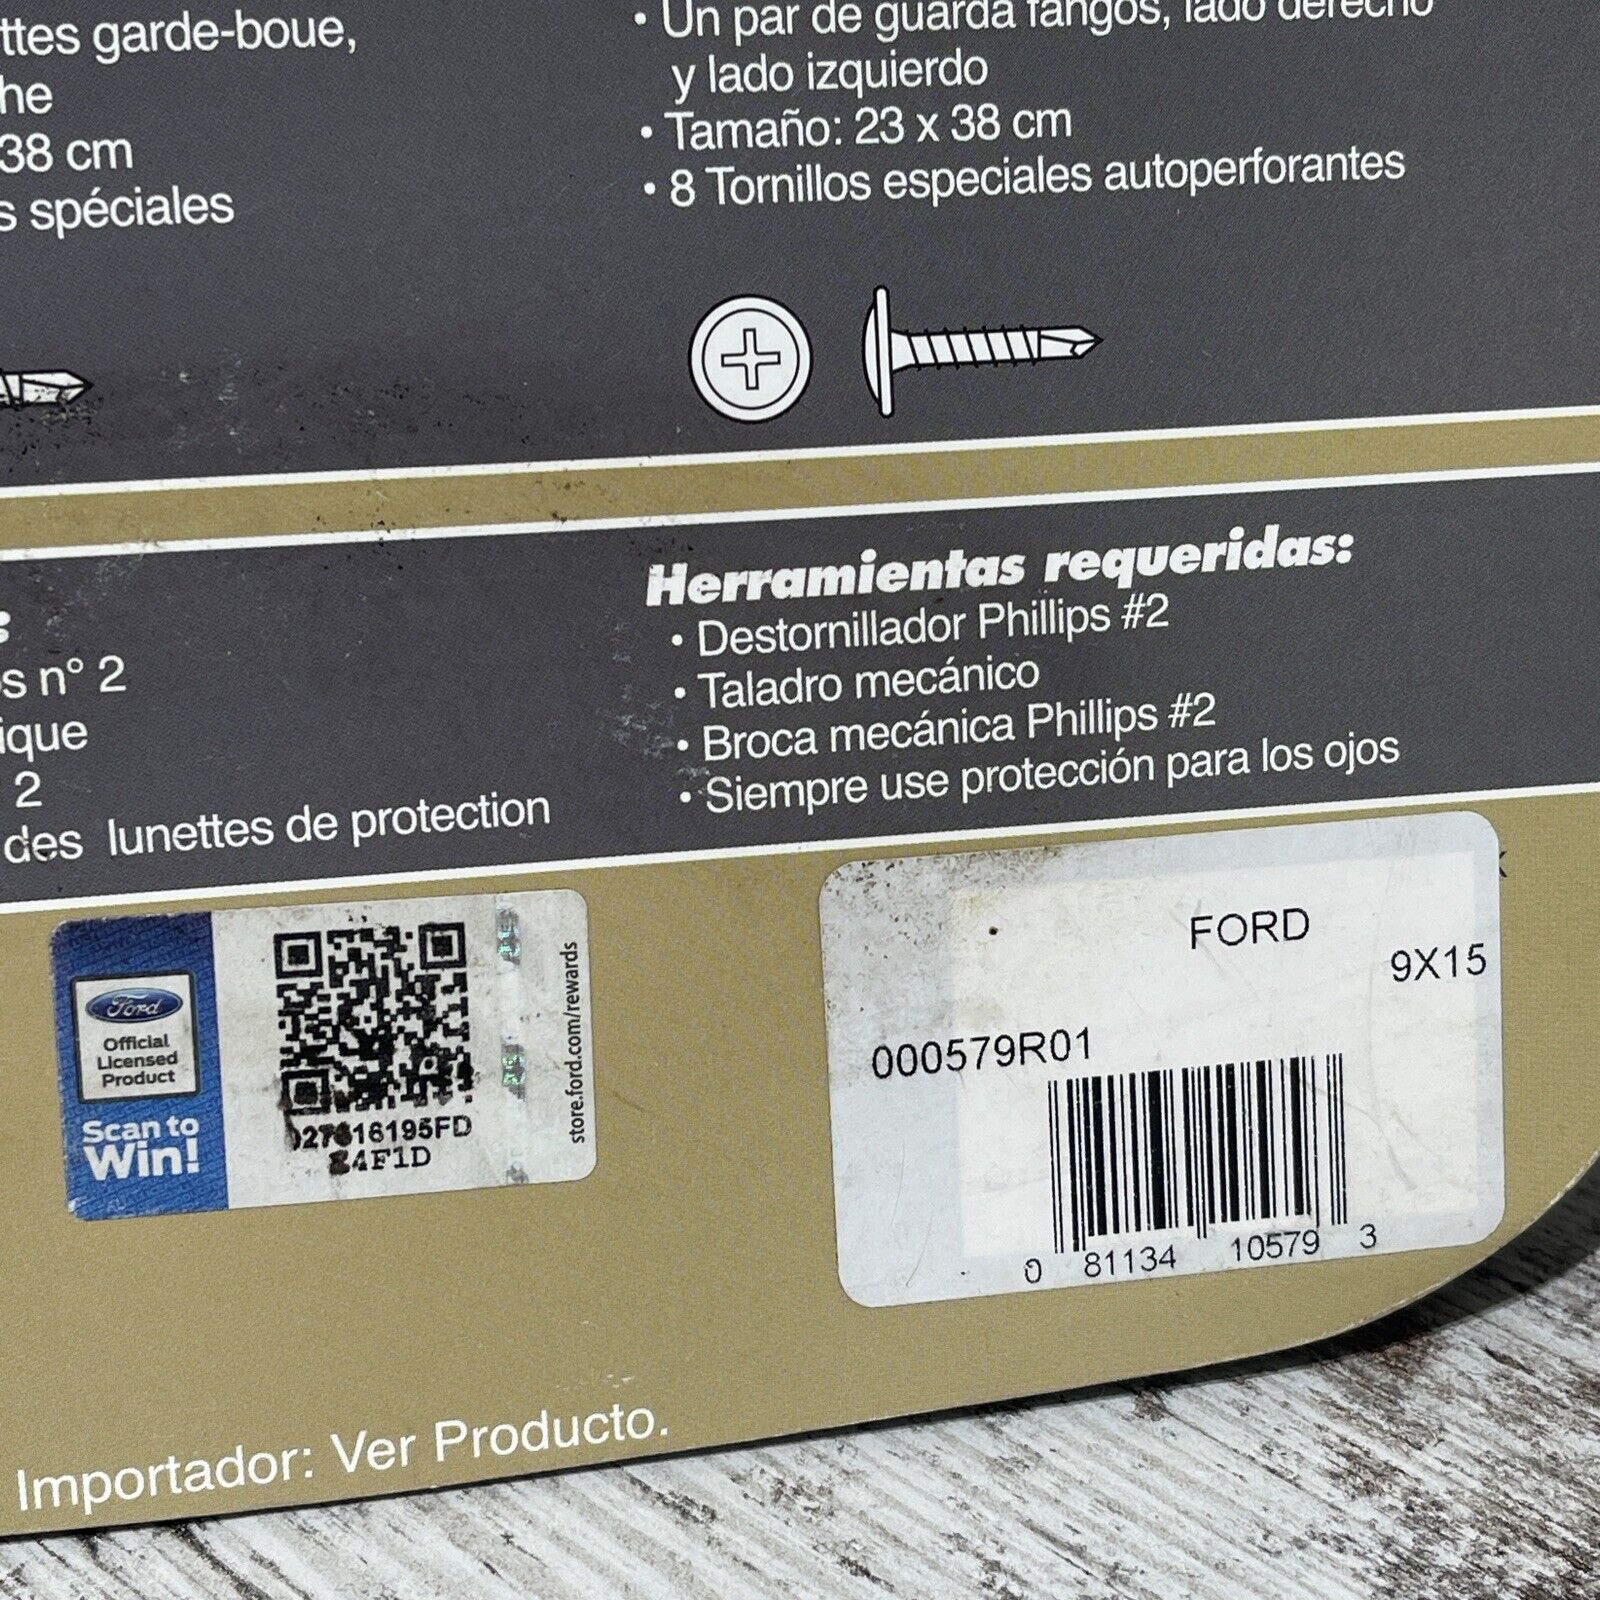 ttes garde-boue,
he
38 cm
s spéciales
• Un par de guarda fangos, lado derecho
y lado izquierdo
• Tamaño: 23 x 38 cm
• 8 Tornillos especiales autoperforantes
:
s n° 2
ique
2
des lunettes de protection
Herramientas requeridas:
• Destornillador Phillips #2
• Taladro mecánico
• Broca mecánica Phillips #2
• Siempre use protección para los ojos
Ford
Official
Licensed
Product
Scan to
Win!
store.ford.com/rewards
FORD
9X15
000579R01
0 81134 10579 3
Importador: Ver Producto.